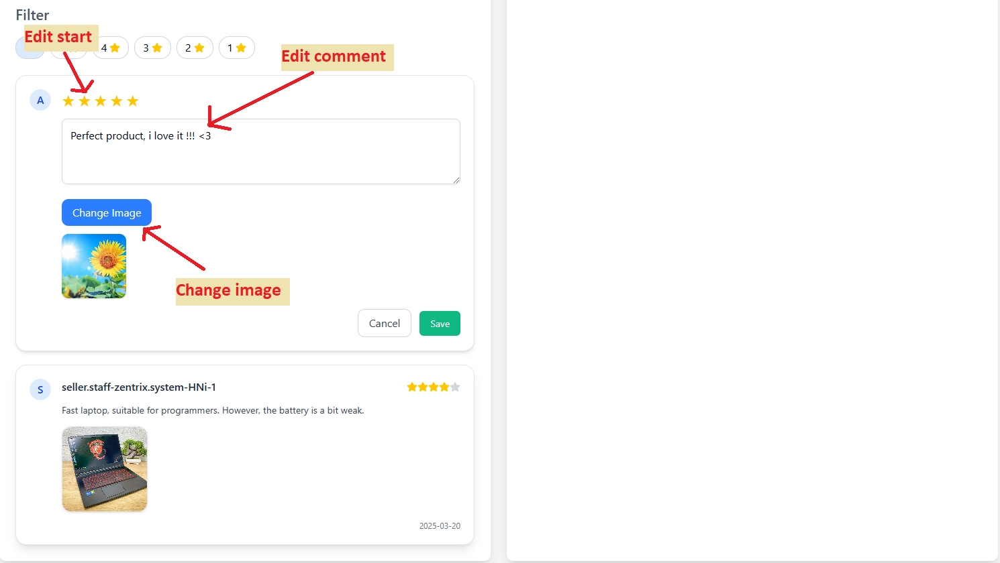 Filter
Edit start
4
3
2
1
Edit comment
A
Perfect product, i love it !!! <3
Change Image
Change image
Cancel
Save
S
seller.staff-zentrix.system-HNi-1
Fast laptop, suitable for programmers. However, the battery is a bit weak.
2025-03-20